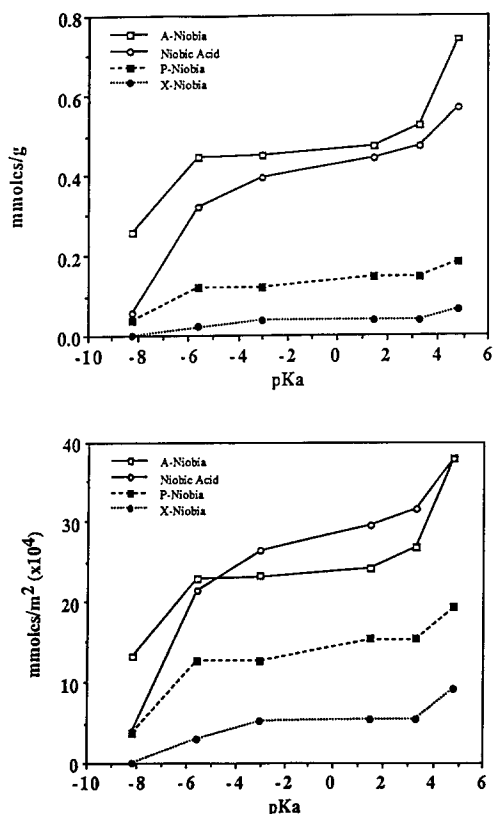 0.8
0.6
0.4
0.2
0.0
mmoles/g
A-Niobia
Niobic Acid
P-Niobia
X-Niobia
-10 -8 -6 -4 -2 0 2 4 6
pKa
40
30
20
10
0
mmoles/m² (x10⁴)
A-Niobia
Niobic Acid
P-Niobia
X-Niobia
-10 -8 -6 -4 -2 0 2 4 6
pKa